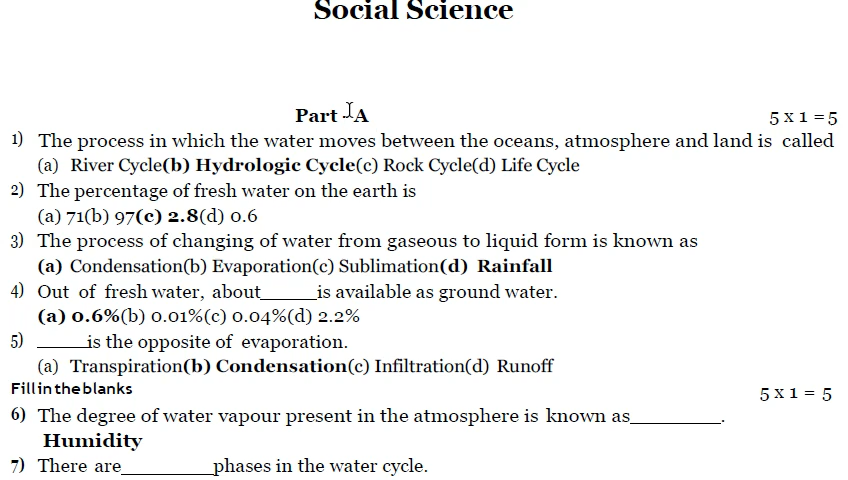 Social Science
Part - A 5 x 1 = 5
1) The process in which the water moves between the oceans, atmosphere and land is called
(a) River Cycle(b) Hydrologic Cycle(c) Rock Cycle(d) Life Cycle
2) The percentage of fresh water on the earth is
(a) 71(b) 97(c) 2.8(d) 0.6
3) The process of changing of water from gaseous to liquid form is known as
(a) Condensation(b) Evaporation(c) Sublimation(d) Rainfall
4) Out of fresh water, about______is available as ground water.
(a) 0.6%(b) 0.01%(c) 0.04%(d) 2.2%
5) _____is the opposite of evaporation.
(a) Transpiration(b) Condensation(c) Infiltration(d) Runoff
Fill in the blanks 5 x 1 = 5
6) The degree of water vapour present in the atmosphere is known as_________.
Humidity
7) There are_________phases in the water cycle.